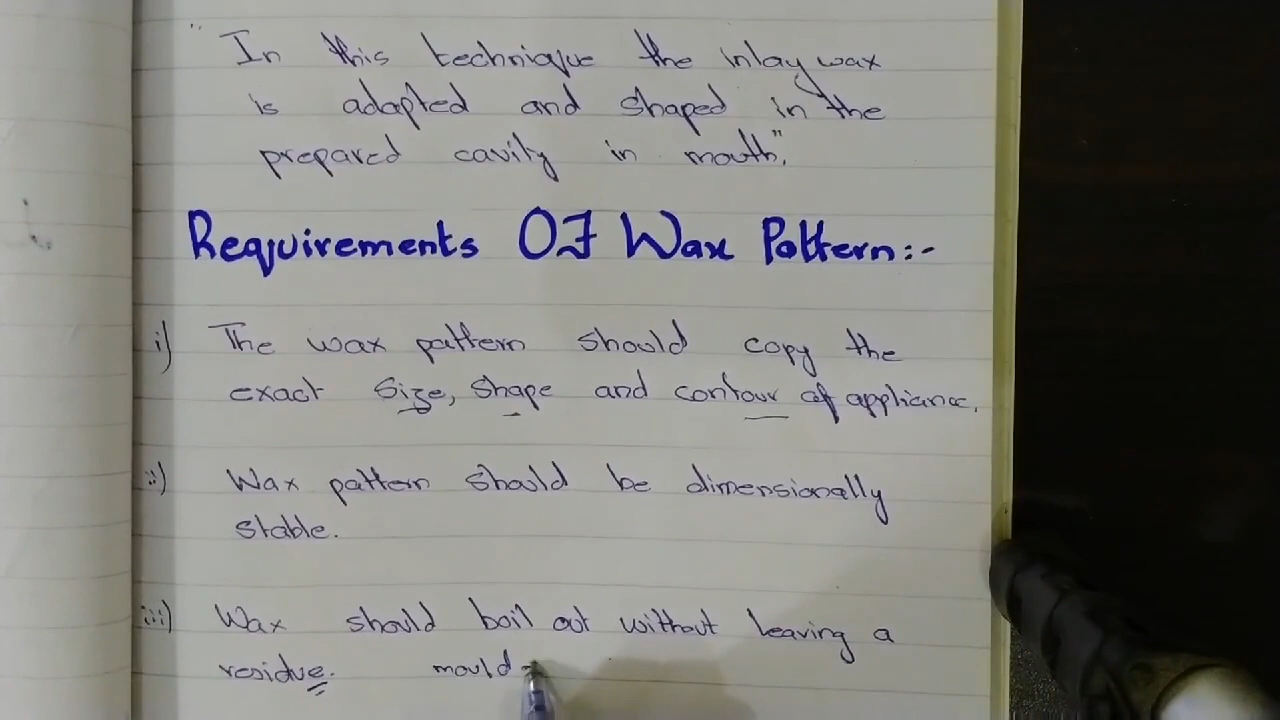 "In this technique the inlay wax
is adapted and shaped in the
prepared cavity in mouth."
Requirements Of Wax Pattern:-
i) The wax pattern should copy the
exact size, shape and contour of appliance.
ii) Wax pattern should be dimensionally
stable.
iii) Wax should boil out without leaving a
residue. mould